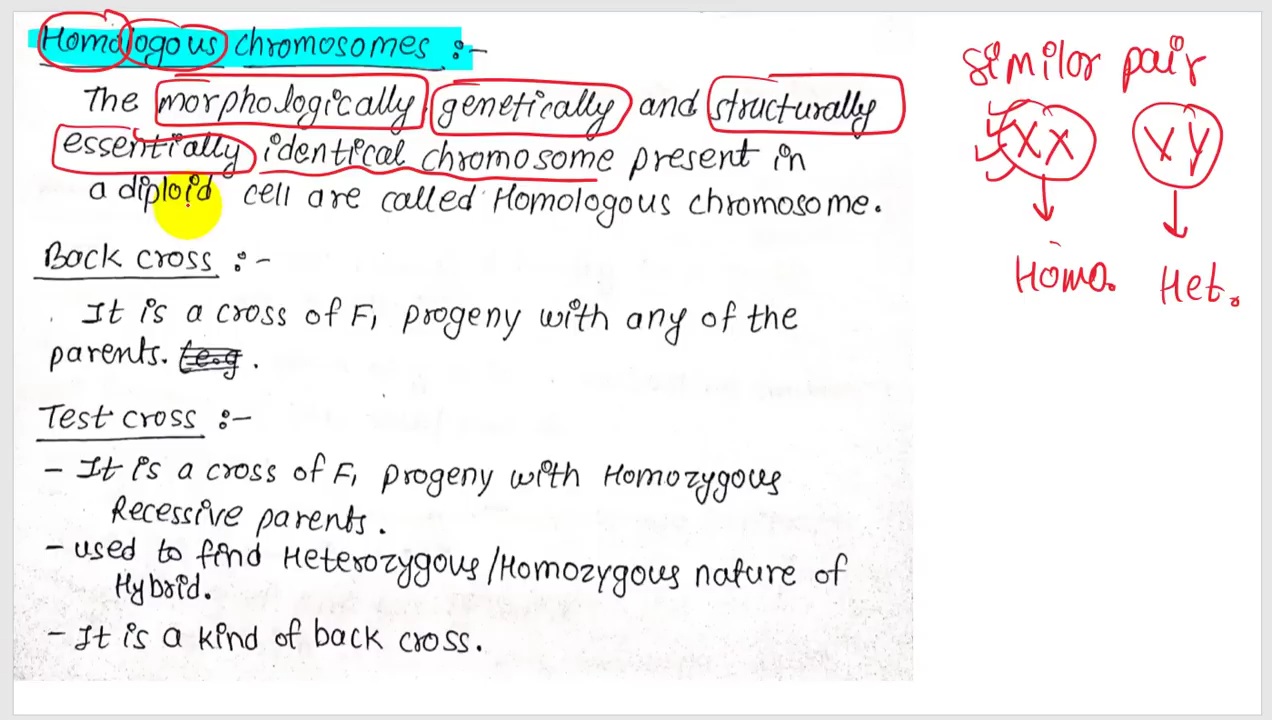 Homologous chromosomes :-
The morphologically, genetically and structurally
essentially identical chromosome present in
a diploid cell are called Homologous chromosome.
Back cross :-
It is a cross of F1 progeny with any of the
parents. e.g.
Test cross :-
- It is a cross of F1 progeny with Homozygous
Recessive parents.
- used to find Heterozygous/Homozygous nature of
Hybrid.
- It is a kind of back cross.
similor pair
XX XY
Homo. Het.